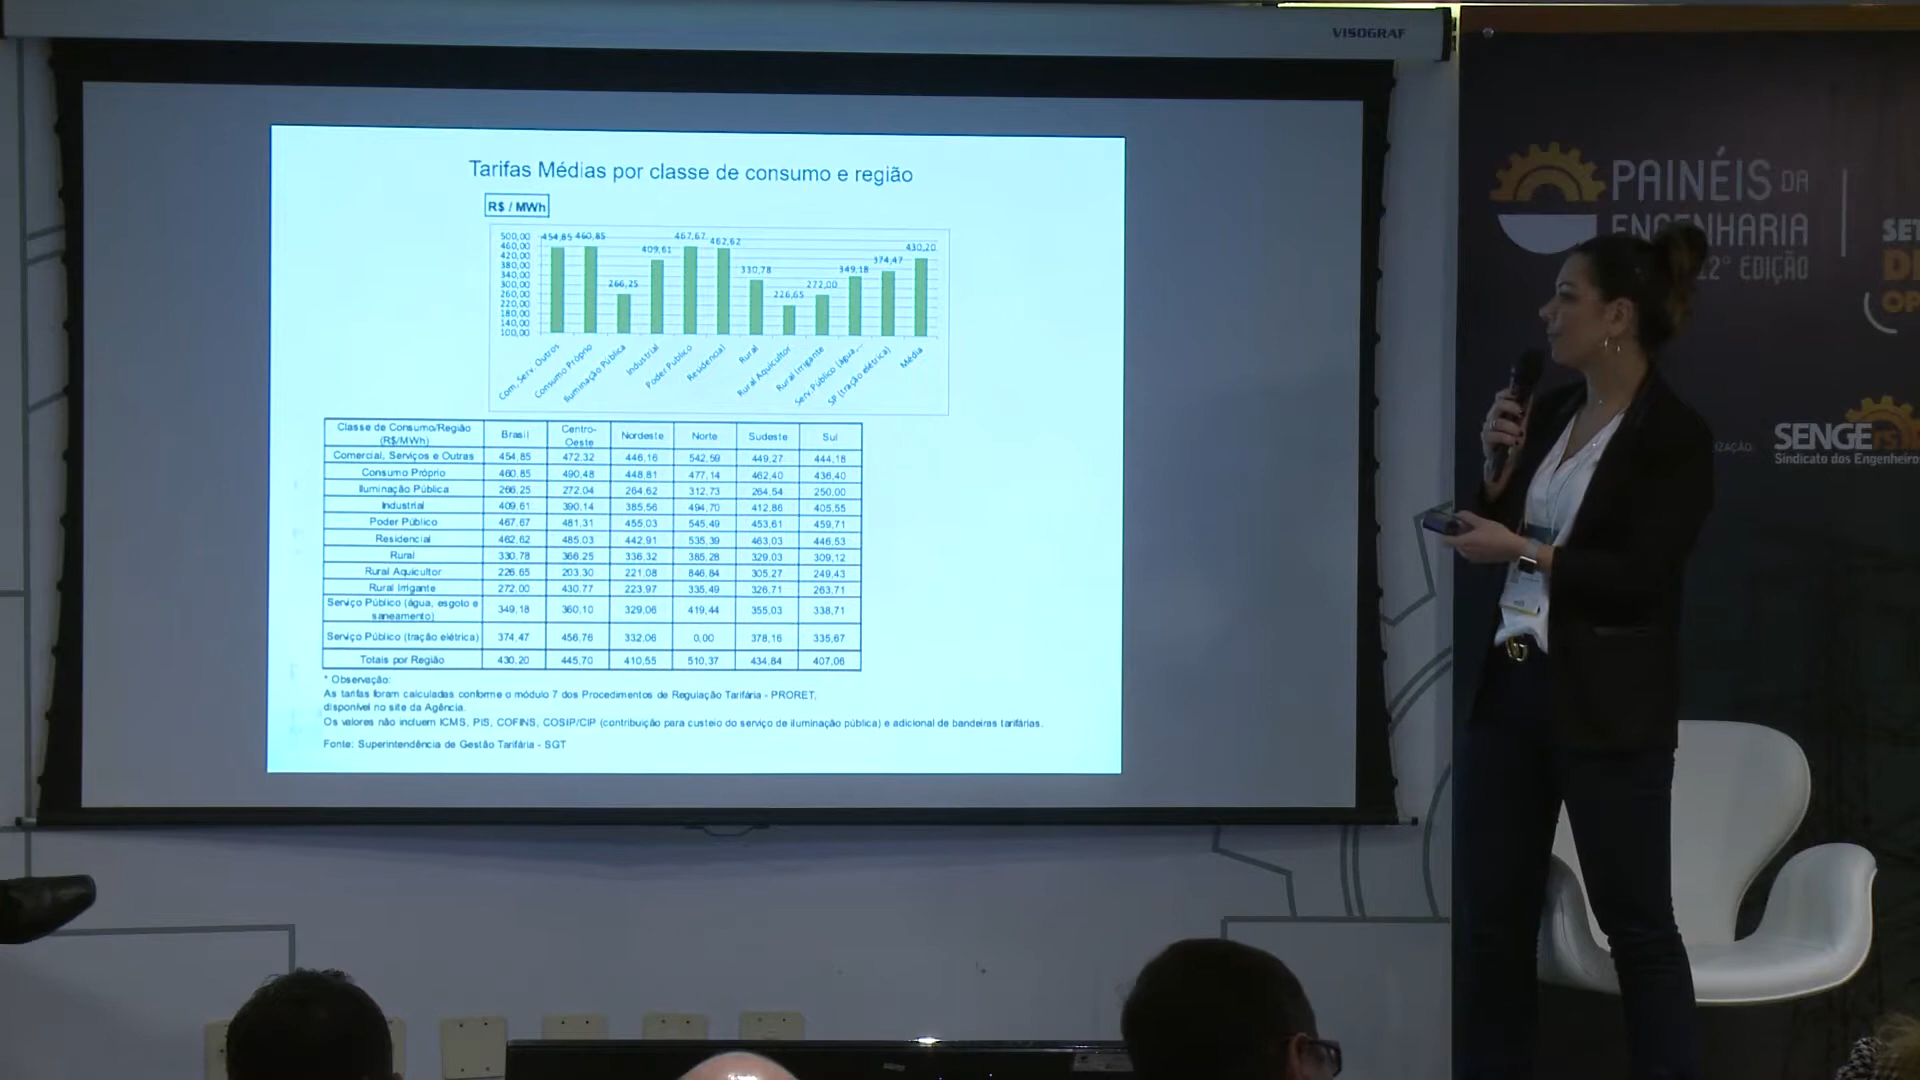 VISOGRAF
Tarifas Médias por classe de consumo e região
R$ / MWh
500,00
460,00
420,00
380,00
340,00
300,00
260,00
220,00
180,00
140,00
100,00
454,85 460,85 266,25 409,61 467,67 462,62 330,78 226,65 272,00 349,18 374,47 430,20
Com, Serv. Outros
Consumo Próprio
Iluminação Pública
Industrial
Poder Público
Residencial
Rural
Rural Aquicultor
Rural Irrigante
Serv.Público (água,...
SP (tração elétrica)
Média
Classe de Consumo/Região (R$/MWh) Brasil Centro-Oeste Nordeste Norte Sudeste Sul
Comercial, Serviços e Outras 454,85 472,32 446,16 542,59 449,27 444,18
Consumo Próprio 460,85 490,48 448,81 477,14 462,40 436,40
Iluminação Pública 266,25 272,04 264,62 312,73 264,54 250,00
Industrial 409,61 390,14 385,56 494,70 412,86 405,55
Poder Público 467,67 481,31 455,03 545,49 453,61 459,71
Residencial 462,62 485,03 442,91 535,39 463,03 446,53
Rural 330,78 366,25 336,32 385,28 329,03 309,12
Rural Aquicultor 226,65 203,30 221,08 846,84 305,27 249,43
Rural Irrigante 272,00 430,77 223,97 335,49 326,71 263,71
Serviço Público (água, esgoto e saneamento) 349,18 360,10 329,06 419,44 355,03 338,71
Serviço Público (tração elétrica) 374,47 456,76 332,06 0,00 378,16 335,67
Totais por Região 430,20 445,70 410,55 510,37 434,84 407,06
* Observação:
As tarifas foram calculadas conforme o módulo 7 dos Procedimentos de Regulação Tarifária - PRORET,
disponível no site da Agência.
Os valores não incluem ICMS, PIS, COFINS, COSIP/CIP (contribuição para custeio do serviço de iluminação pública) e adicional de bandeiras tarifárias.
Fonte: Superintendência de Gestão Tarifária - SGT
PAINÉIS DA
ENGENHARIA
12° EDIÇÃO
SET
OP
SENGE
Sindicato dos Engenheiros